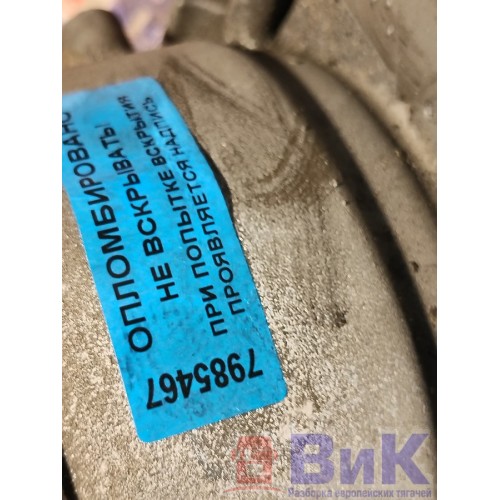 ОПЛОМБИРОВАНО
НЕ ВСКРЫВАТЬ!
ПРИ ПОПЫТКЕ ВСКРЫТИЯ
ПРОЯВЛЯЕТСЯ НАДПИСЬ
7985467
ВиК
Разборка европейских тягачей